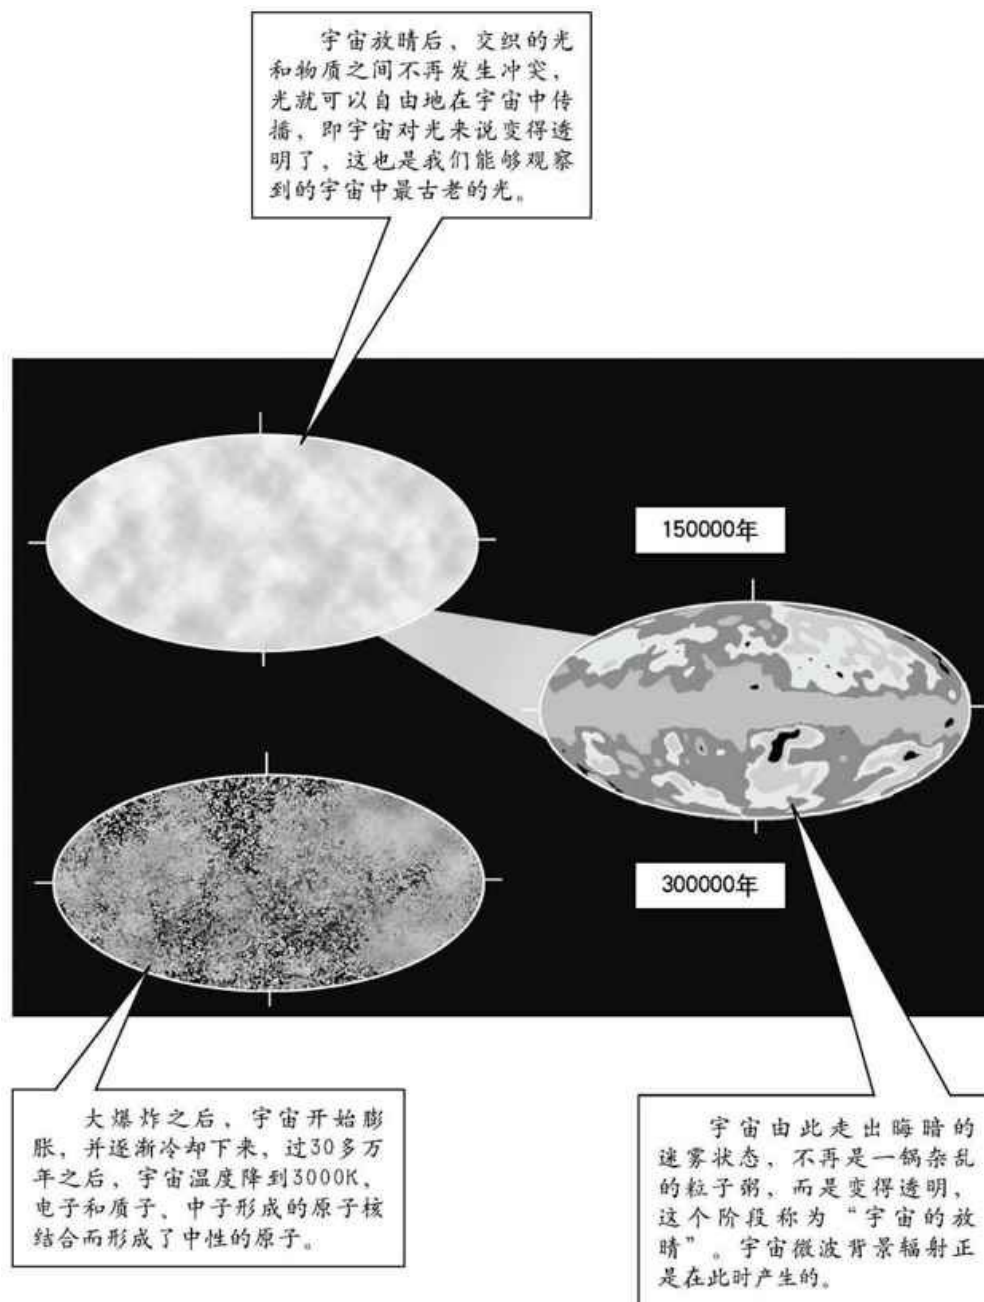 宇宙放晴后、交织的光
和物质之间不再发生冲突，
光就可以自由地在宇宙中传
播，即宇宙对光来说变得透
明了，这也是我们能够观察
到的宇宙中最古老的光。
150000年
300000年
大爆炸之后，宇宙开始膨
胀，并逐渐冷却下来，过30多万
年之后，宇宙温度降到3000K，
电子和质子、中子形成的原子核
结合而形成了中性的原子。
宇宙由此走出晦暗的
迷雾状态，不再是一锅杂乱
的粒子粥，而是变得透明，
这个阶段称为“宇宙的放
晴”。宇宙微波背景辐射正
是在此时产生的。